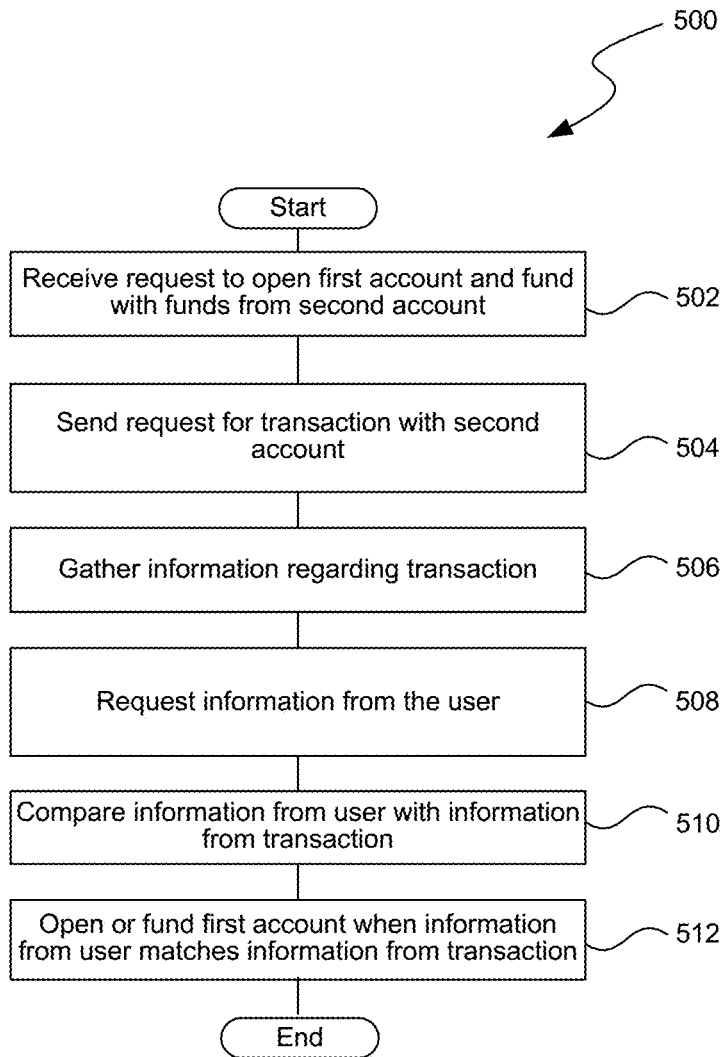 500
Start
Receive request to open first account and fund
with funds from second account
502
Send request for transaction with second
account
504
Gather information regarding transaction
506
Request information from the user
508
Compare information from user with information
from transaction
510
Open or fund first account when information
from user matches information from transaction
512
End